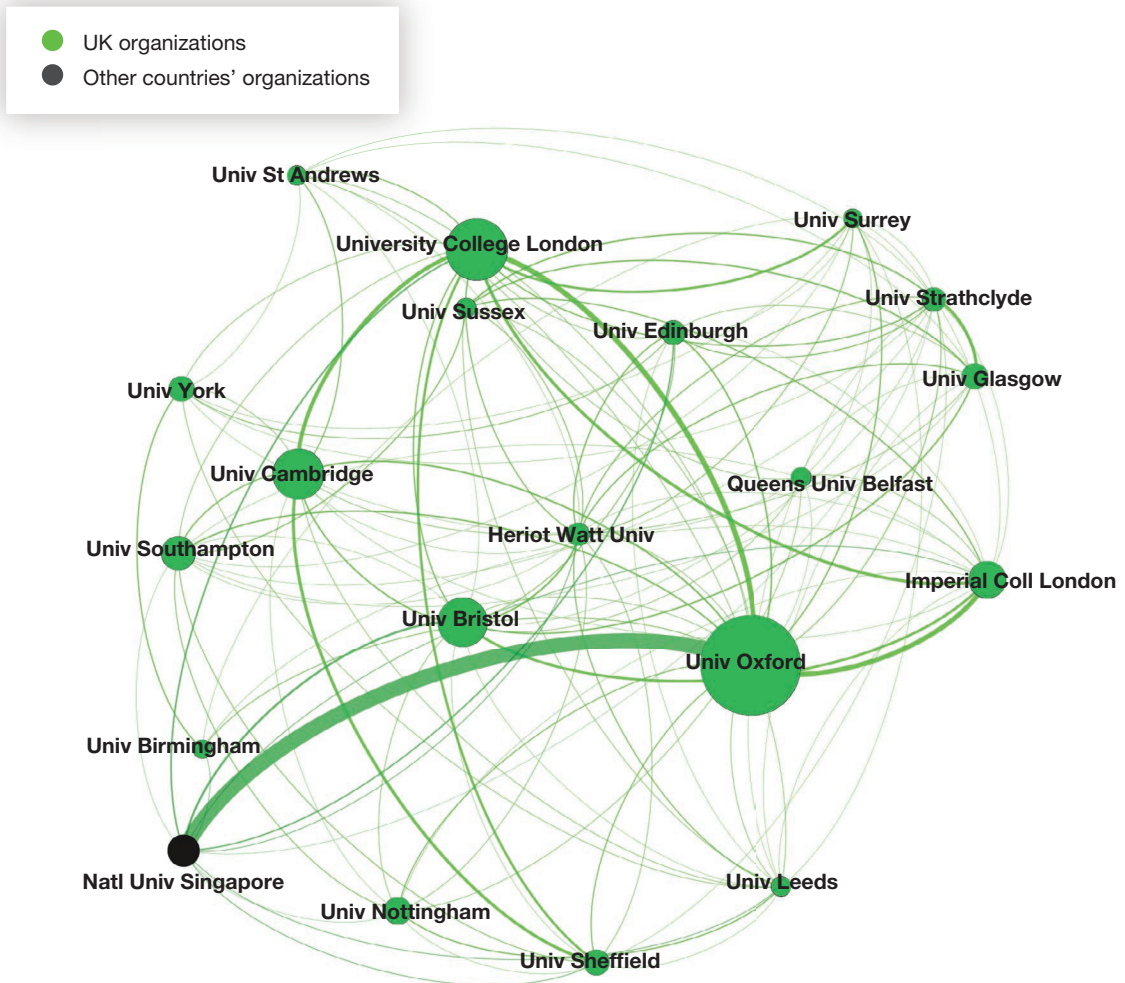 UK organizations
Other countries’ organizations
Univ St Andrews
Univ Surrey
University College London
Univ Strathclyde
Univ Sussex
Univ Edinburgh
Univ Glasgow
Univ York
Univ Cambridge
Queens Univ Belfast
Heriot Watt Univ
Univ Southampton
Imperial Coll London
Univ Bristol
Univ Oxford
Univ Birmingham
Natl Univ Singapore
Univ Leeds
Univ Nottingham
Univ Sheffield